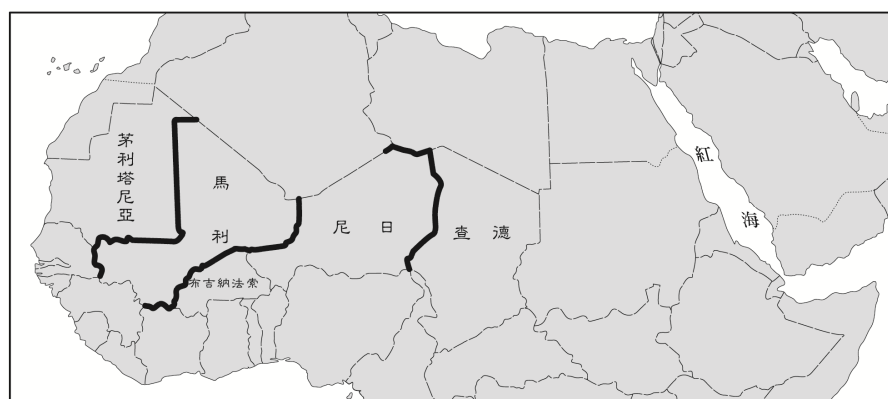 茅利塔尼亞
馬利
布吉納法索
尼日
查德
紅海